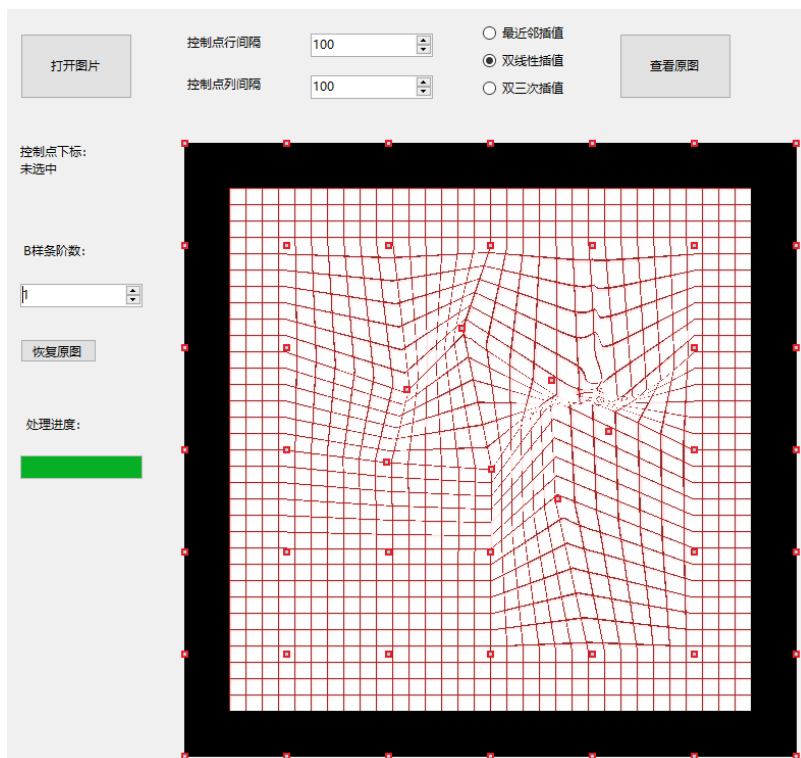 打开图片
控制点行间隔
100
控制点列间隔
100
最近邻插值
双线性插值
双三次插值
查看原图
控制点下标:
未选中
B样条阶数:
1
恢复原图
处理进度: